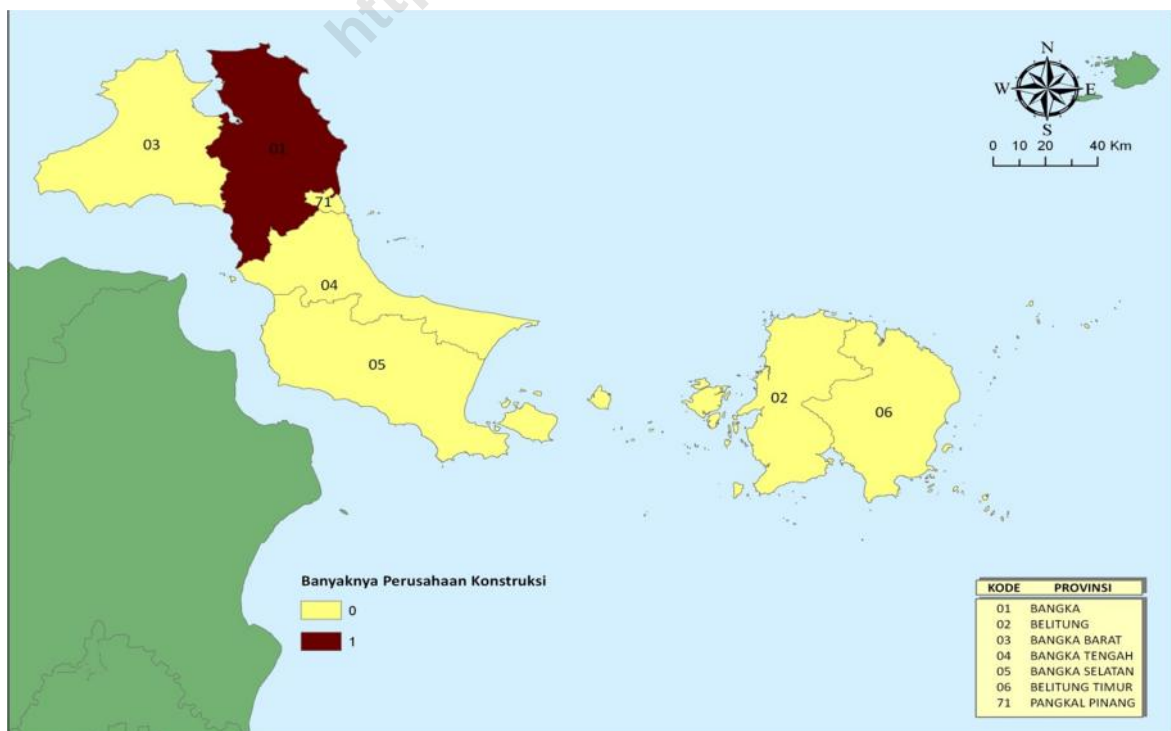 http
N
W E
S
0 10 20 40 Km
03
01
71
04
05
02
06
Banyaknya Perusahaan Konstruksi
0
1
KODE PROVINSI
01 BANGKA
02 BELITUNG
03 BANGKA BARAT
04 BANGKA TENGAH
05 BANGKA SELATAN
06 BELITUNG TIMUR
71 PANGKAL PINANG